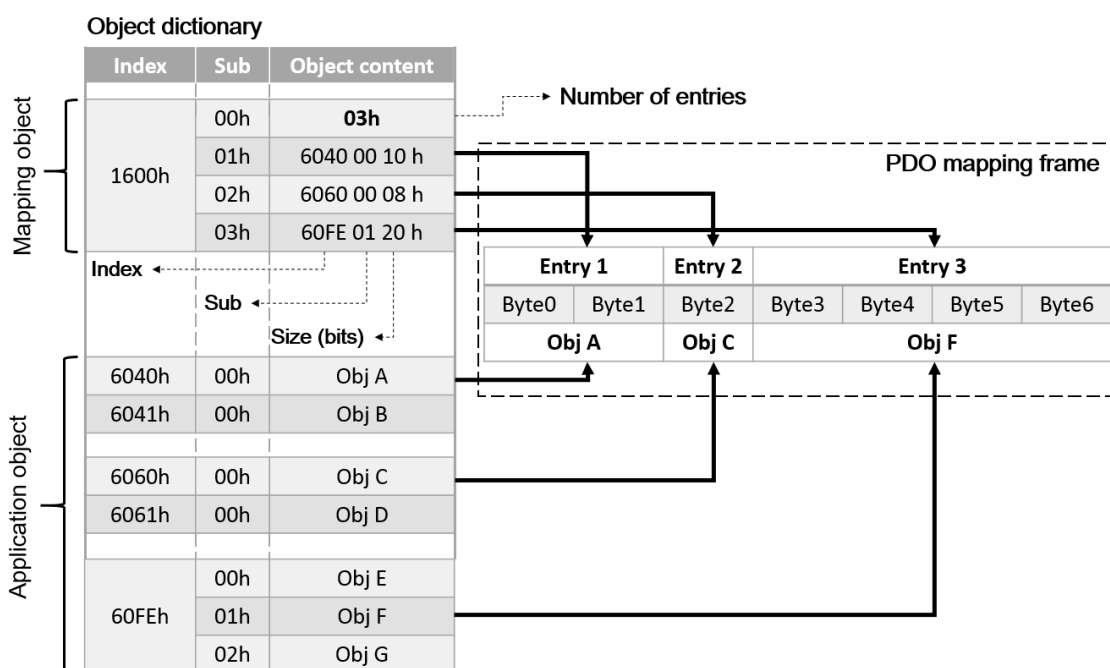 Object dictionary
Index Sub Object content
Mapping object
1600h
00h 03h
01h 6040 00 10 h
02h 6060 00 08 h
03h 60FE 01 20 h
Number of entries
PDO mapping frame
Entry 1 Entry 2 Entry 3
Byte0 Byte1 Byte2 Byte3 Byte4 Byte5 Byte6
Obj A Obj C Obj F
Index
Sub
Size (bits)
Application object
6040h 00h Obj A
6041h 00h Obj B
6060h 00h Obj C
6061h 00h Obj D
60FEh
00h Obj E
01h Obj F
02h Obj G